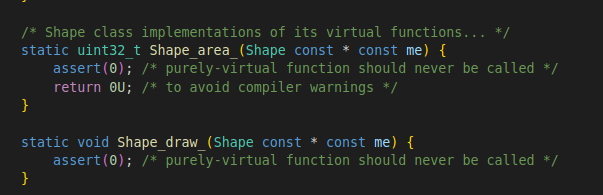 /* Shape class implementations of its virtual functions... */
static uint32_t Shape_area_(Shape const * const me) {
    assert(0); /* purely-virtual function should never be called */
    return 0U; /* to avoid compiler warnings */
}

static void Shape_draw_(Shape const * const me) {
    assert(0); /* purely-virtual function should never be called */
}